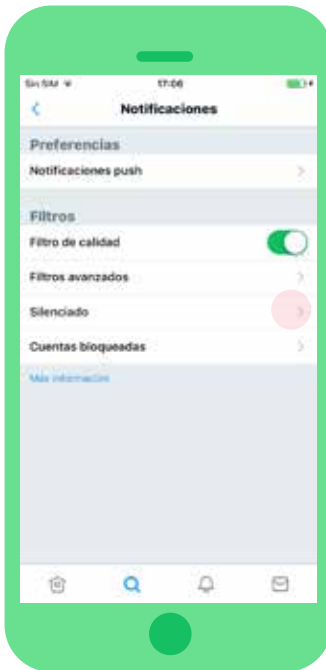 Sin SIM
17:06
Notificaciones
Preferencias
Notificaciones push
Filtros
Filtro de calidad
Filtros avanzados
Silenciado
Cuentas bloqueadas
Más información